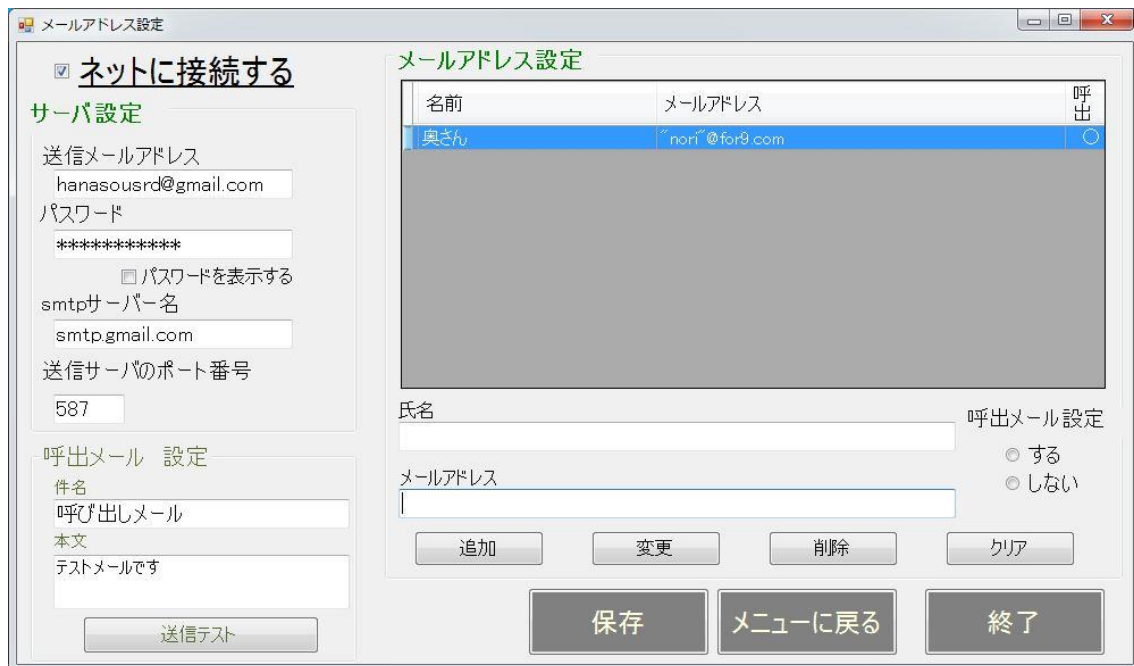 メールアドレス設定
ネットに接続する
サーバ設定
送信メールアドレス
hanasousrd@gmail.com
パスワード
***********
パスワードを表示する
smtpサーバー名
smtp.gmail.com
送信サーバのポート番号
587
呼出メール 設定
件名
呼び出しメール
本文
テストメールです
送信テスト
メールアドレス設定
名前 メールアドレス 呼出
奥さん "nori"@for9.com ○
氏名
メールアドレス
呼出メール設定
する
しない
追加 変更 削除 クリア
保存 メニューに戻る 終了